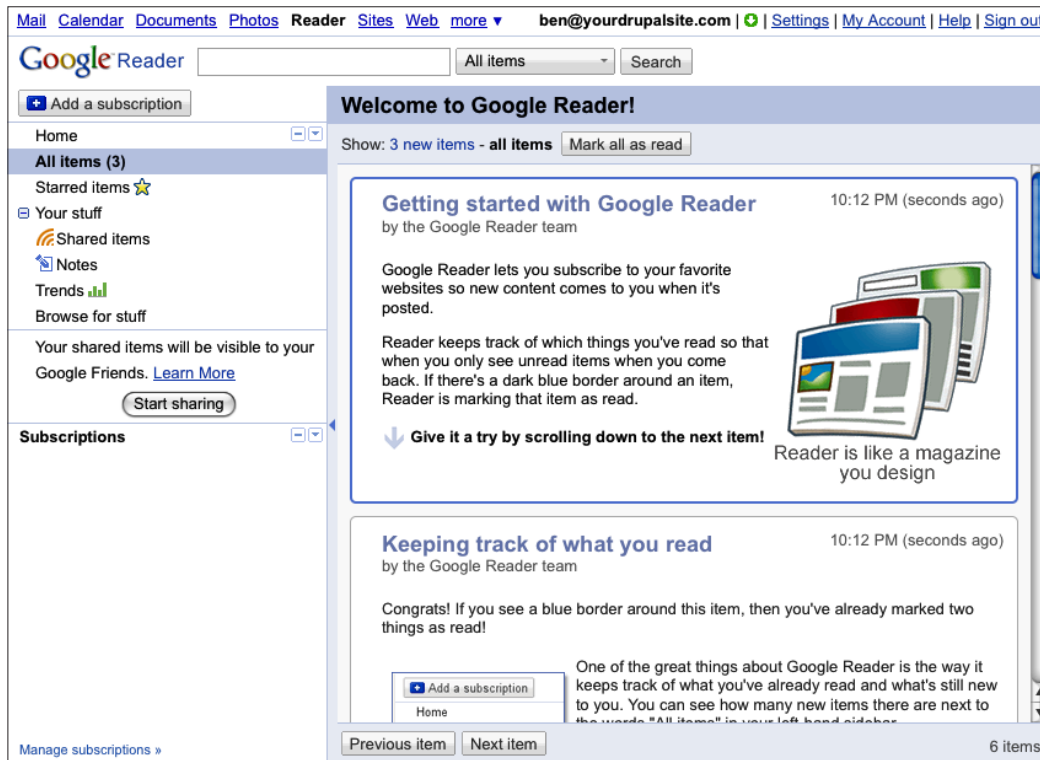 Mail Calendar Documents Photos Reader Sites Web more ▼ ben@yourdrupalsite.com | Settings | My Account | Help | Sign out
Google Reader All items Search
Add a subscription
Home
All items (3)
Starred items
Your stuff
Shared items
Notes
Trends
Browse for stuff
Your shared items will be visible to your
Google Friends. Learn More
Start sharing
Subscriptions
Manage subscriptions »
Welcome to Google Reader!
Show: 3 new items - all items Mark all as read
Getting started with Google Reader 10:12 PM (seconds ago)
by the Google Reader team
Google Reader lets you subscribe to your favorite
websites so new content comes to you when it's
posted.
Reader keeps track of which things you've read so that
when you only see unread items when you come
back. If there's a dark blue border around an item,
Reader is marking that item as read.
Give it a try by scrolling down to the next item!
Reader is like a magazine
you design
Keeping track of what you read 10:12 PM (seconds ago)
by the Google Reader team
Congrats! If you see a blue border around this item, then you've already marked two
things as read!
Add a subscription
Home
One of the great things about Google Reader is the way it
keeps track of what you've already read and what's still new
to you. You can see how many new items there are next to
the words "All items" in your left-hand sidebar.
Previous item Next item 6 items